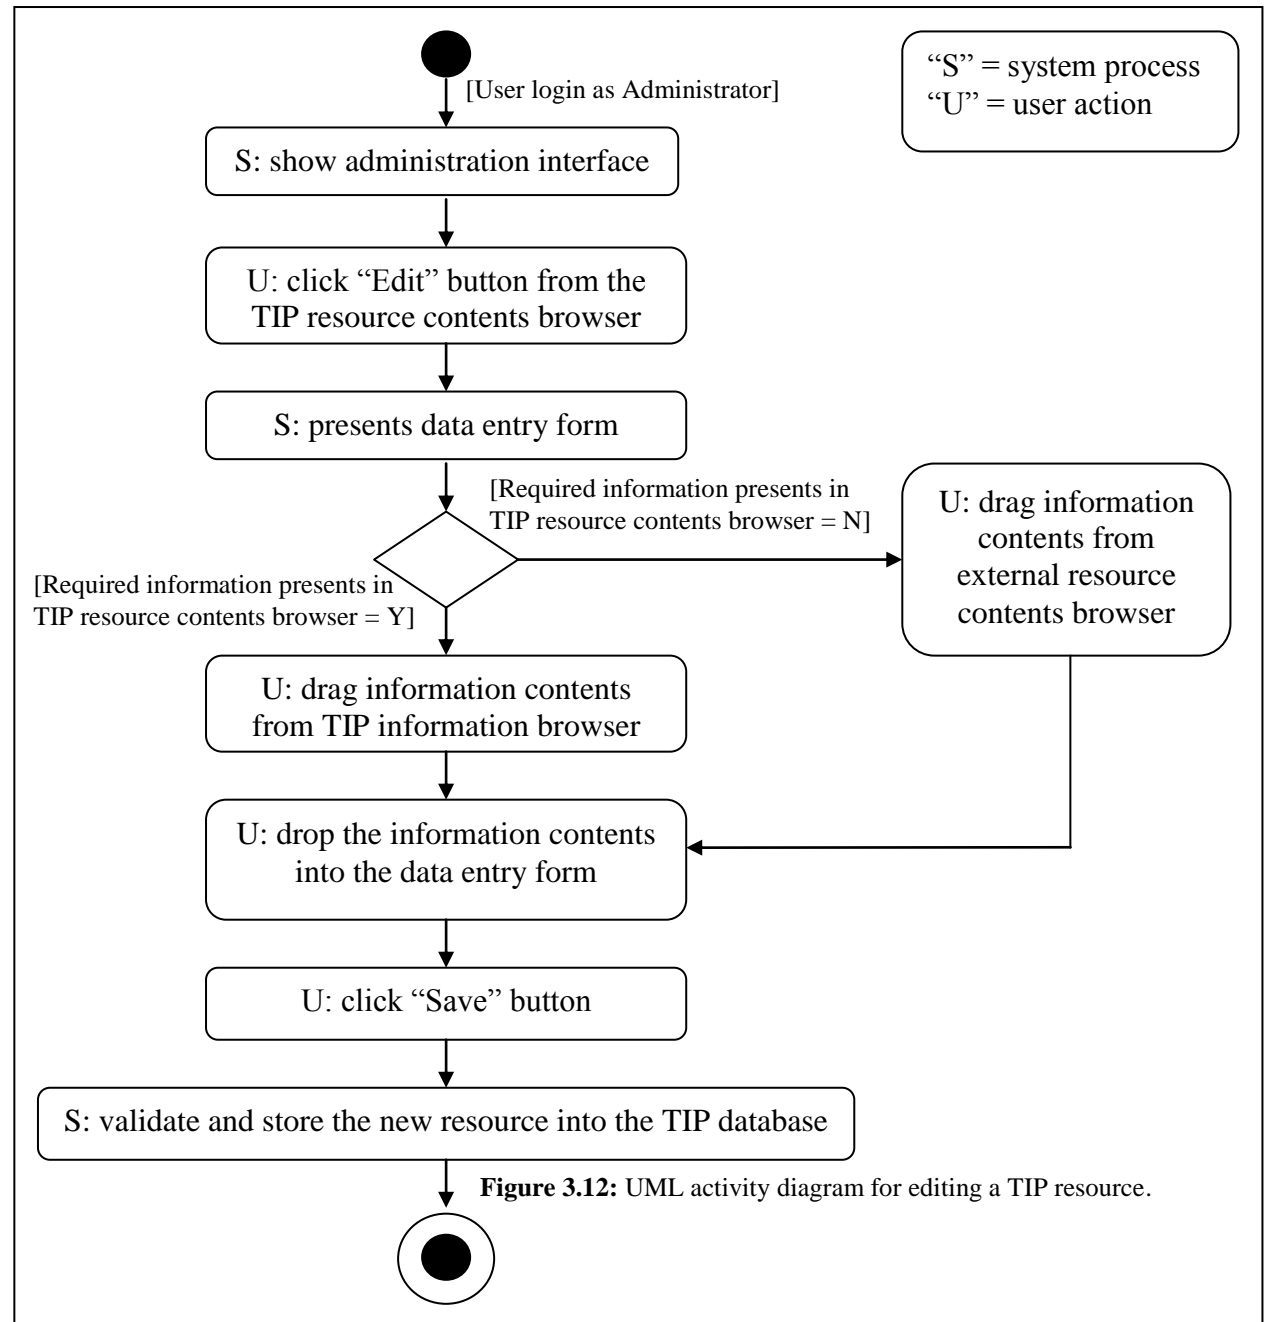 [User login as Administrator]
“S” = system process
“U” = user action
S: show administration interface
U: click “Edit” button from the
TIP resource contents browser
S: presents data entry form
[Required information presents in
TIP resource contents browser = N]
U: drag information
contents from
external resource
contents browser
[Required information presents in
TIP resource contents browser = Y]
U: drag information contents
from TIP information browser
U: drop the information contents
into the data entry form
U: click “Save” button
S: validate and store the new resource into the TIP database
Figure 3.12: UML activity diagram for editing a TIP resource.